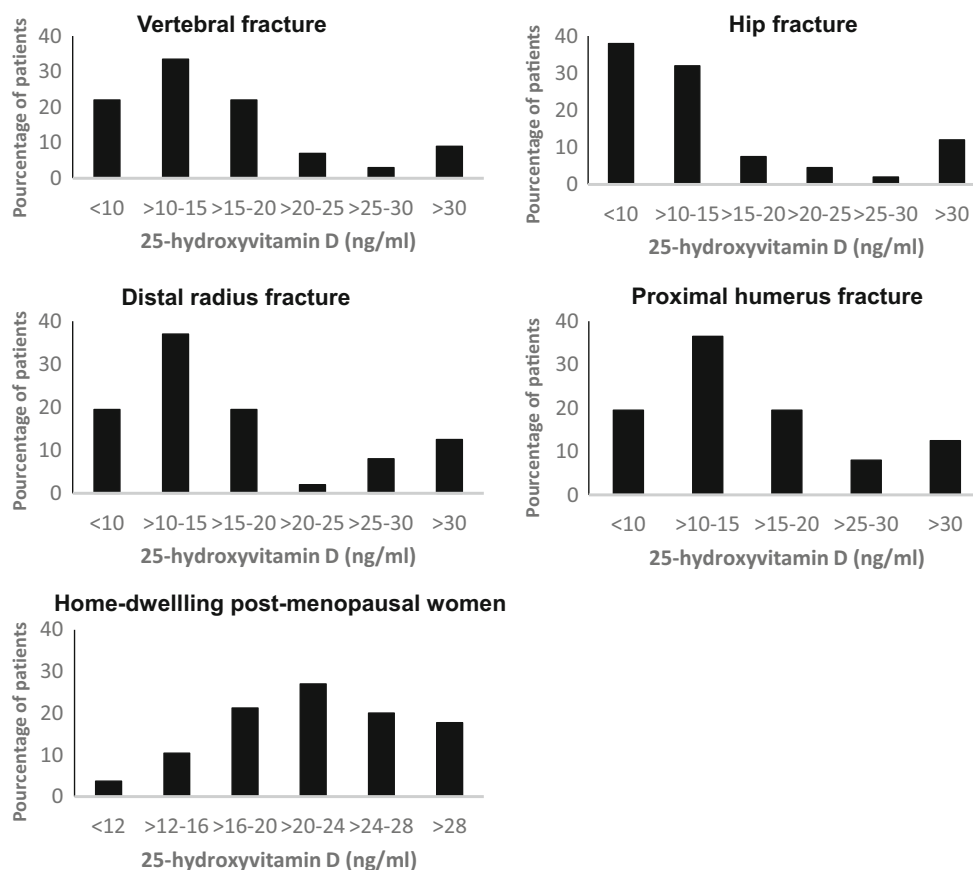 Vertebral fracture
Pourcentage of patients
40
30
20
10
0
<10 >10-15 >15-20 >20-25 >25-30 >30
25-hydroxyvitamin D (ng/ml)
Hip fracture
Pourcentage of patients
40
30
20
10
0
<10 >10-15 >15-20 >20-25 >25-30 >30
25-hydroxyvitamin D (ng/ml)
Distal radius fracture
Pourcentage of patients
40
30
20
10
0
<10 >10-15 >15-20 >20-25 >25-30 >30
25-hydroxyvitamin D (ng/ml)
Proximal humerus fracture
Pourcentage of patients
40
30
20
10
0
<10 >10-15 >15-20 >25-30 >30
25-hydroxyvitamin D (ng/ml)
Home-dwellling post-menopausal women
Pourcentage of patients
40
30
20
10
0
<12 >12-16 >16-20 >20-24 >24-28 >28
25-hydroxyvitamin D (ng/ml)